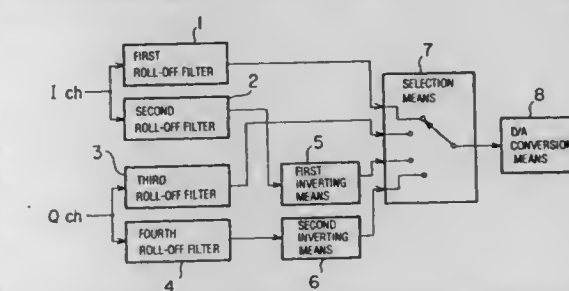 1
FIRST
ROLL-OFF FILTER
I ch
2
SECOND
ROLL-OFF FILTER
3
THIRD
ROLL-OFF FILTER
Q ch
FOURTH
ROLL-OFF FILTER
4
5
FIRST
INVERTING
MEANS
SECOND
INVERTING
MEANS
6
7
SELECTION
MEANS
8
D/A
CONVERSION
MEANS